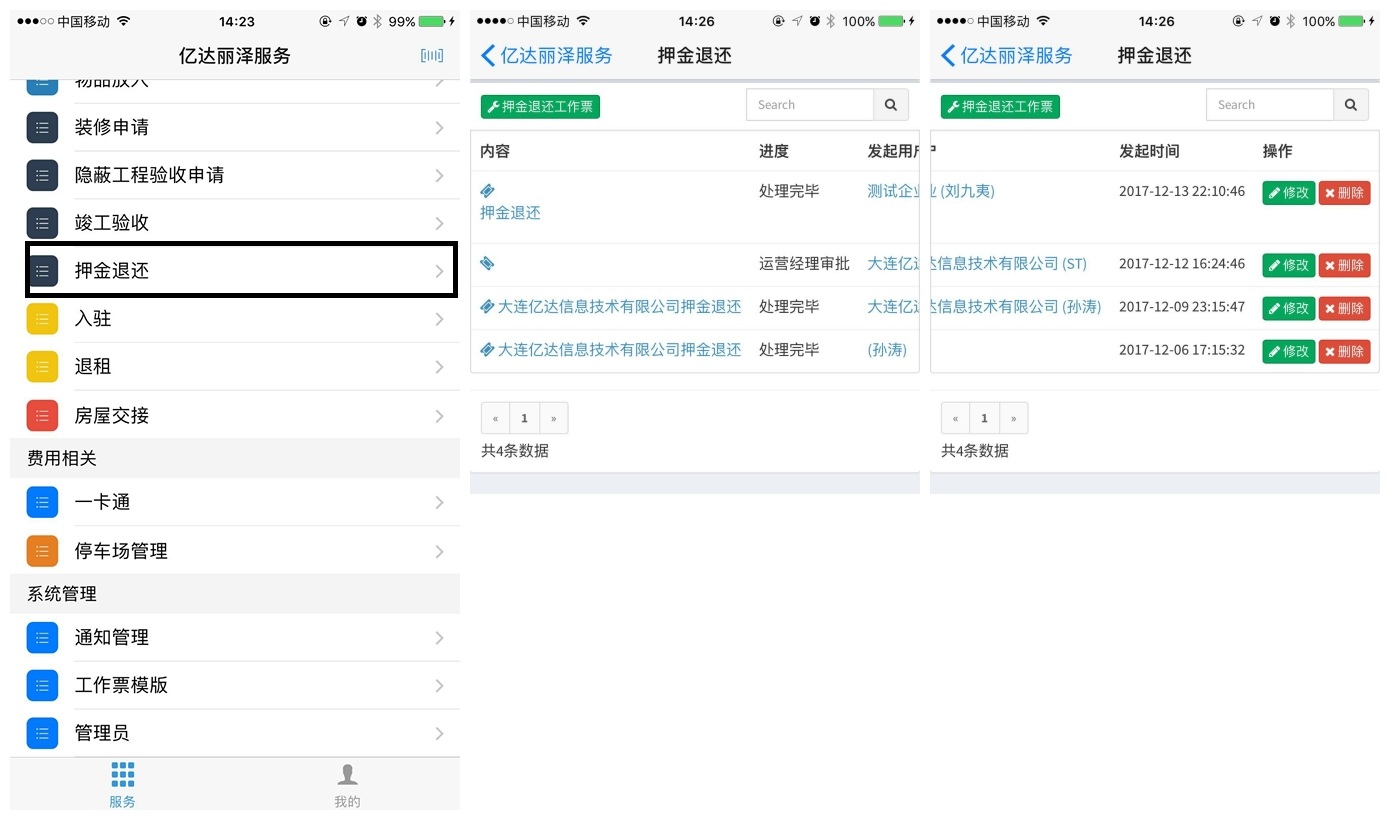 中国移动 14:23 99%
亿达丽泽服务
物品放入
装修申请
隐蔽工程验收申请
竣工验收
押金退还
入驻
退租
房屋交接
费用相关
一卡通
停车场管理
系统管理
通知管理
工作票模版
管理员
服务 我的
中国移动 14:26 100%
亿达丽泽服务 押金退还
押金退还工作票 Search
内容 进度 发起用户
押金退还 处理完毕 测试企业
运营经理审批 大连亿达
大连亿达信息技术有限公司押金退还 处理完毕 大连亿达
大连亿达信息技术有限公司押金退还 处理完毕 (孙涛)
« 1 »
共4条数据
中国移动 14:26 100%
亿达丽泽服务 押金退还
押金退还工作票 Search
户 发起时间 操作
业 (刘九夷) 2017-12-13 22:10:46 修改 删除
达信息技术有限公司 (ST) 2017-12-12 16:24:46 修改 删除
达信息技术有限公司 (孙涛) 2017-12-09 23:15:47 修改 删除
2017-12-06 17:15:32 修改 删除
« 1 »
共4条数据